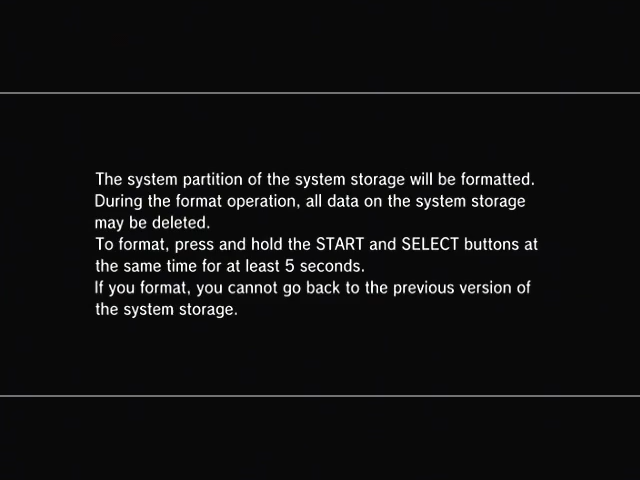 The system partition of the system storage will be formatted.
During the format operation, all data on the system storage
may be deleted.
To format, press and hold the START and SELECT buttons at
the same time for at least 5 seconds.
If you format, you cannot go back to the previous version of
the system storage.